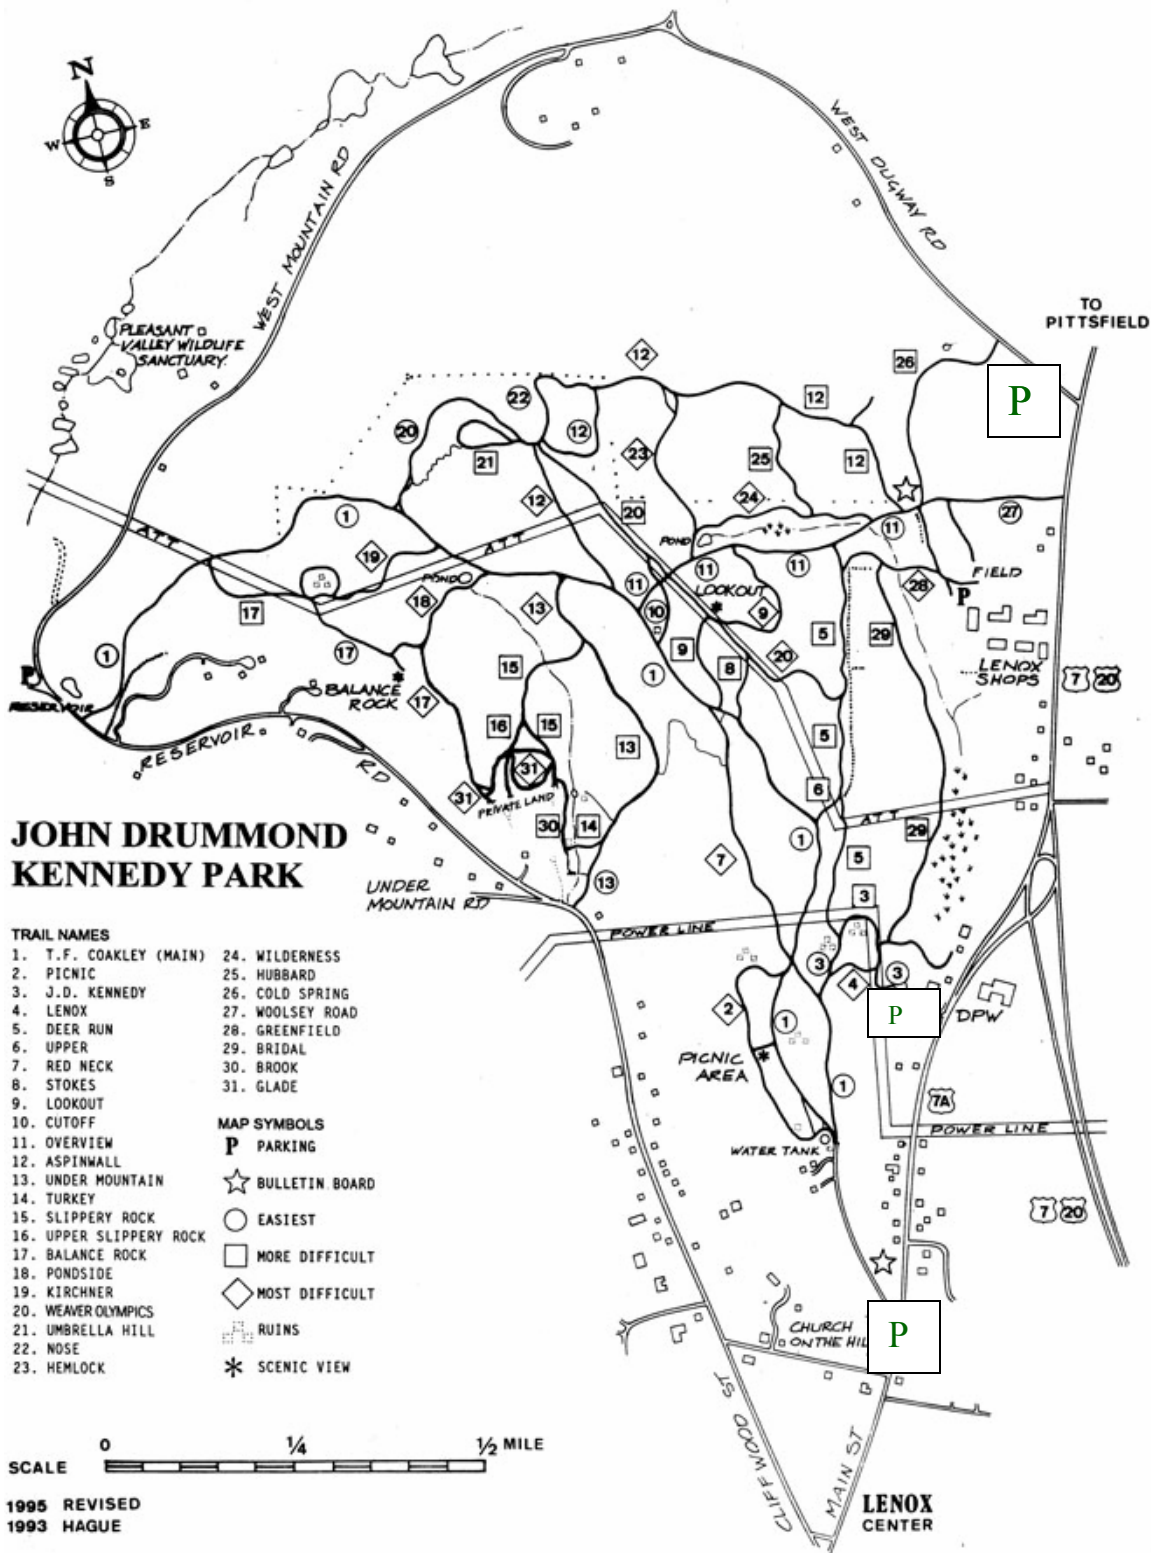 N
W
E
S
WEST MOUNTAIN RD
WEST DUGWAY RD
TO
PITTSFIELD
PLEASANT
VALLEY WILDLIFE
SANCTUARY
P
12
26
22
12
20
12
23
21
25
12
24
12
20
1
27
11
ATT
ATT
19
POND
11
11
LOOKOUT
POND
11
FIELD
28
P
18
13
10
9
17
5
29
1
17
9
8
20
LENOX
SHOPS
15
1
7
20
P
RESERVOIR
BALANCE
ROCK
17
16
15
13
5
RESERVOIR
RD
31
31
PRIVATE LAND
6
ATT
30
14
1
29
JOHN DRUMMOND
KENNEDY PARK
7
5
13
3
UNDER
MOUNTAIN RD
POWER LINE
3
3
4
P
2
1
DPW
PICNIC
AREA
1
7A
POWER LINE
WATER TANK
7
20
CHURCH
ON THE HIL
P
CLIFFWOOD ST
MAIN ST
LENOX
CENTER
TRAIL NAMES
1. T.F. COAKLEY (MAIN)
2. PICNIC
3. J.D. KENNEDY
4. LENOX
5. DEER RUN
6. UPPER
7. RED NECK
8. STOKES
9. LOOKOUT
10. CUTOFF
11. OVERVIEW
12. ASPINWALL
13. UNDER MOUNTAIN
14. TURKEY
15. SLIPPERY ROCK
16. UPPER SLIPPERY ROCK
17. BALANCE ROCK
18. PONDSIDE
19. KIRCHNER
20. WEAVER OLYMPICS
21. UMBRELLA HILL
22. NOSE
23. HEMLOCK
24. WILDERNESS
25. HUBBARD
26. COLD SPRING
27. WOOLSEY ROAD
28. GREENFIELD
29. BRIDAL
30. BROOK
31. GLADE
MAP SYMBOLS
P PARKING
BULLETIN BOARD
EASIEST
MORE DIFFICULT
MOST DIFFICULT
RUINS
SCENIC VIEW
0 1/4 1/2 MILE
SCALE
1995 REVISED
1993 HAGUE